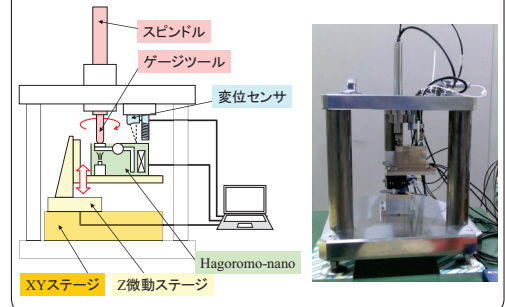 スピンドル
ゲージツール
変位センサ
Hagoromo-nano
XYステージ
Z微動ステージ